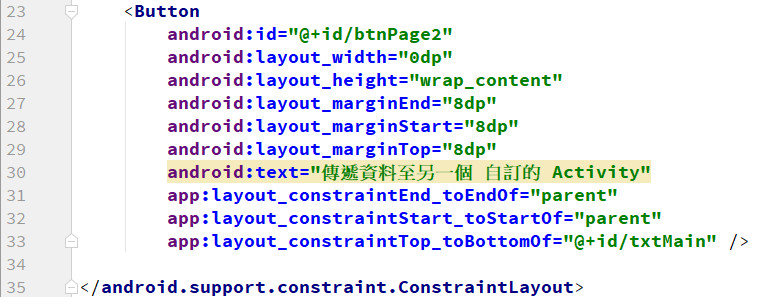 23 <Button
24 android:id="@+id/btnPage2"
25 android:layout_width="0dp"
26 android:layout_height="wrap_content"
27 android:layout_marginEnd="8dp"
28 android:layout_marginStart="8dp"
29 android:layout_marginTop="8dp"
30 android:text="傳遞資料至另一個 自訂的 Activity"
31 app:layout_constraintEnd_toEndOf="parent"
32 app:layout_constraintStart_toStartOf="parent"
33 app:layout_constraintTop_toBottomOf="@+id/txtMain" />
34
35 </android.support.constraint.ConstraintLayout>